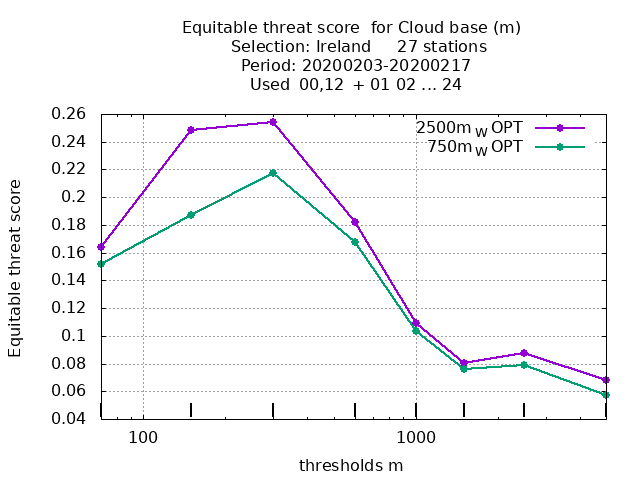 Equitable threat score  for Cloud base (m)
Selection: Ireland     27 stations
Period: 20200203-20200217
Used  00,12  + 01 02 ... 24
2500m W OPT
750m W OPT
Equitable threat score
0.26
0.24
0.22
0.2
0.18
0.16
0.14
0.12
0.1
0.08
0.06
0.04
100
1000
thresholds m